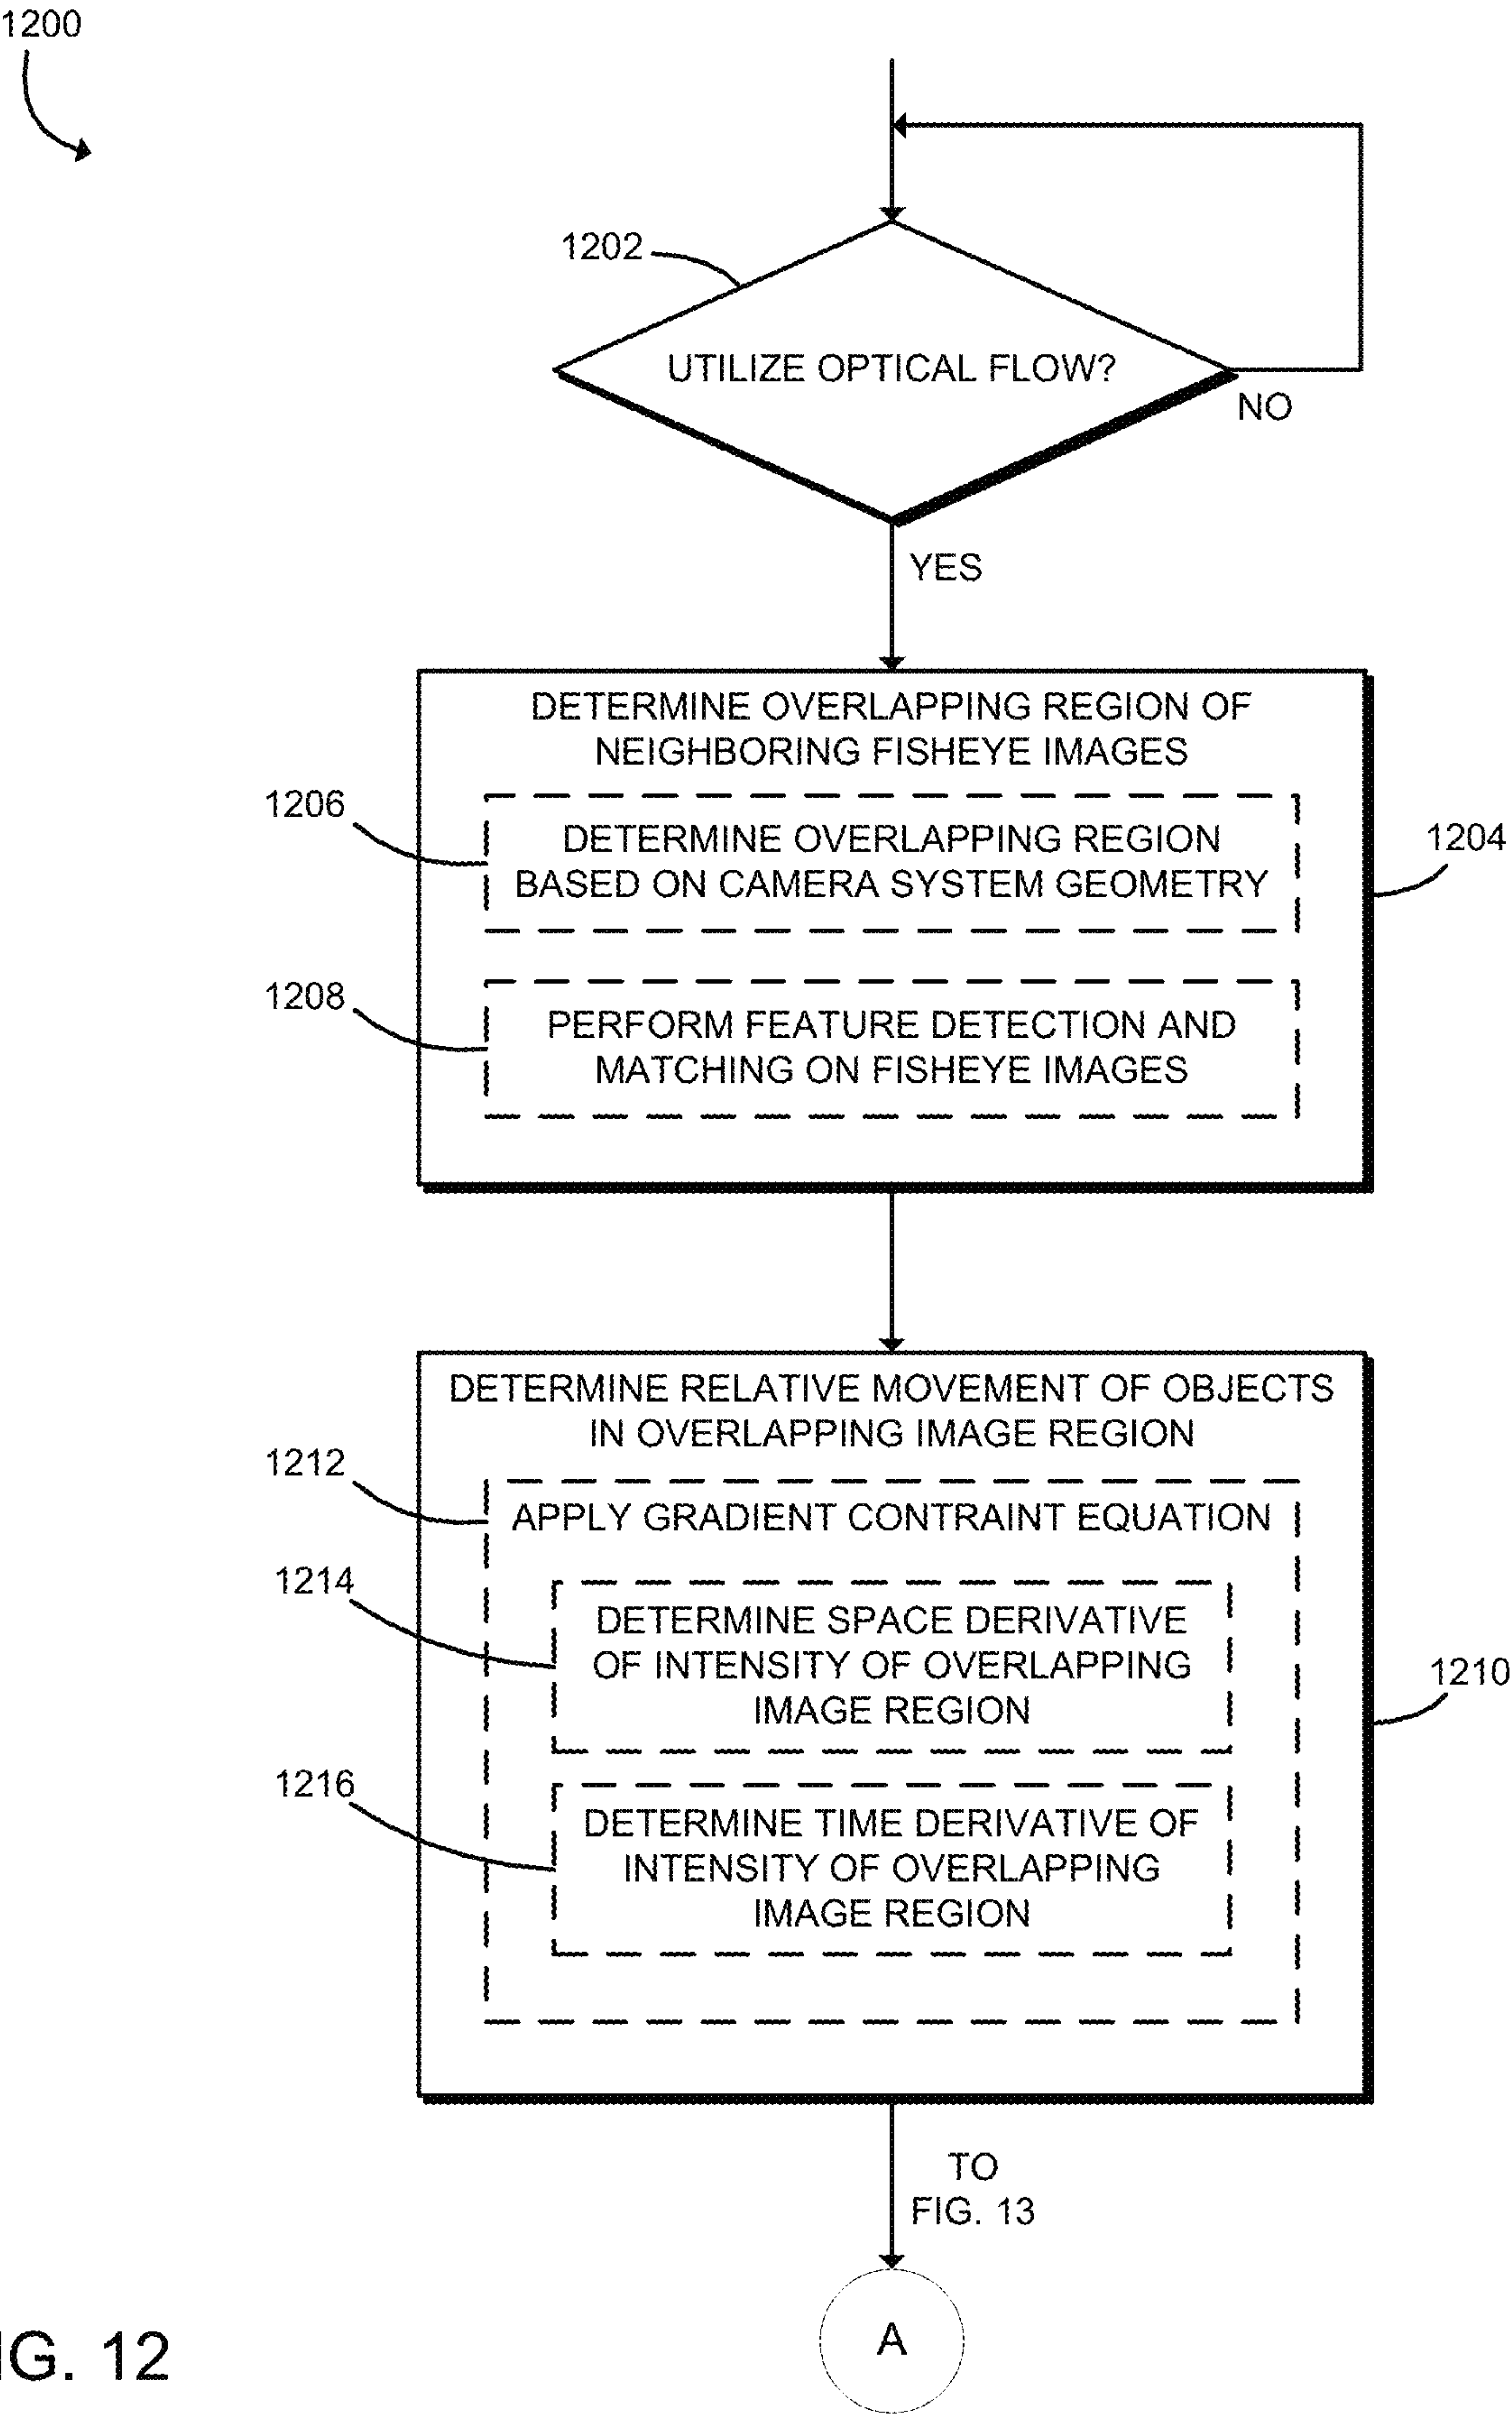 1200
1202
UTILIZE OPTICAL FLOW?
NO
YES
DETERMINE OVERLAPPING REGION OF
NEIGHBORING FISHEYE IMAGES
1206
DETERMINE OVERLAPPING REGION
BASED ON CAMERA SYSTEM GEOMETRY
1204
1208
PERFORM FEATURE DETECTION AND
MATCHING ON FISHEYE IMAGES
DETERMINE RELATIVE MOVEMENT OF OBJECTS
IN OVERLAPPING IMAGE REGION
1212
APPLY GRADIENT CONTRAINT EQUATION
1214
DETERMINE SPACE DERIVATIVE
OF INTENSITY OF OVERLAPPING
IMAGE REGION
1210
1216
DETERMINE TIME DERIVATIVE OF
INTENSITY OF OVERLAPPING
IMAGE REGION
TO
FIG. 13
A
IG. 12